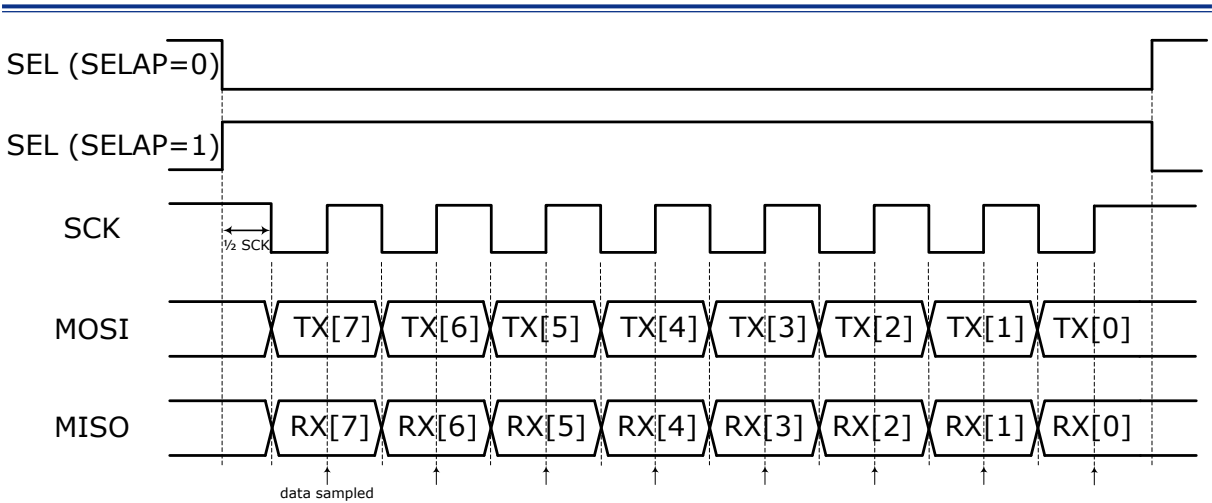 SEL (SELAP=0)
SEL (SELAP=1)
SCK
½ SCK
MOSI
TX[7] TX[6] TX[5] TX[4] TX[3] TX[2] TX[1] TX[0]
MISO
RX[7] RX[6] RX[5] RX[4] RX[3] RX[2] RX[1] RX[0]
data sampled